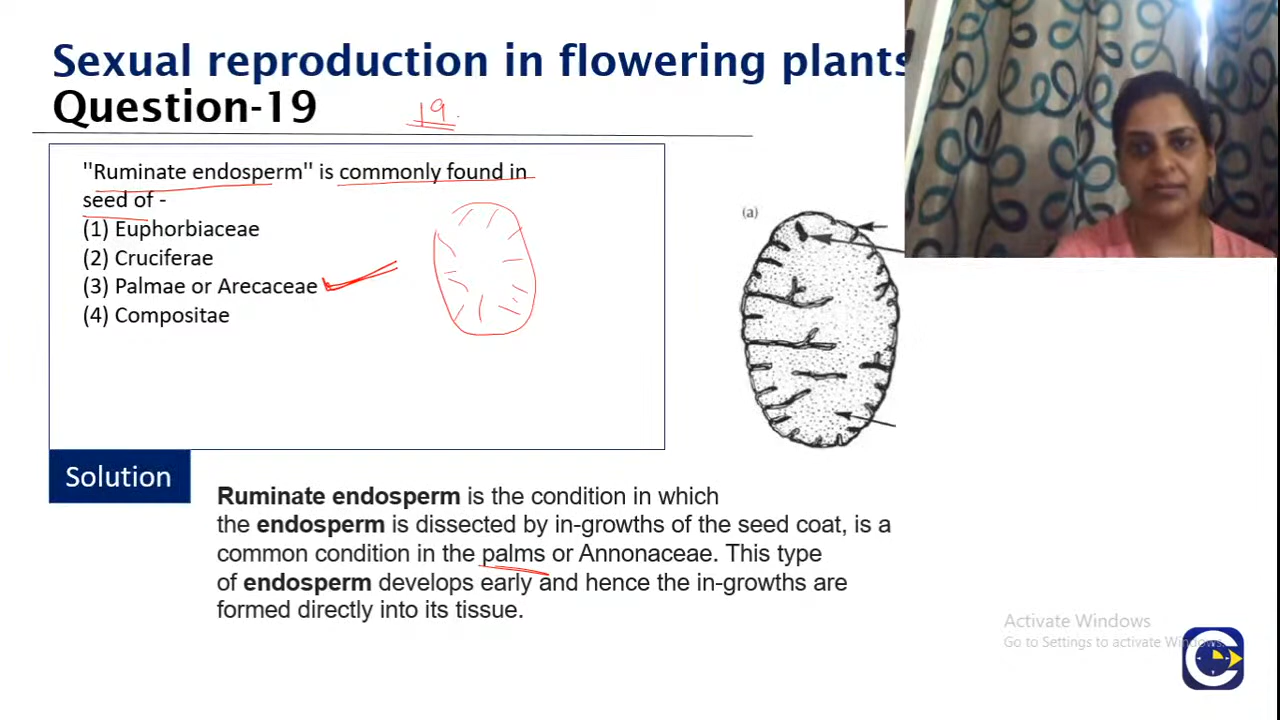 Sexual reproduction in flowering plants
Question-19
19.
"Ruminate endosperm" is commonly found in
seed of -
(1) Euphorbiaceae
(2) Cruciferae
(3) Palmae or Arecaceae
(4) Compositae
(a)
Solution
Ruminate endosperm is the condition in which
the endosperm is dissected by in-growths of the seed coat, is a
common condition in the palms or Annonaceae. This type
of endosperm develops early and hence the in-growths are
formed directly into its tissue.
Activate Windows
Go to Settings to activate Windows.